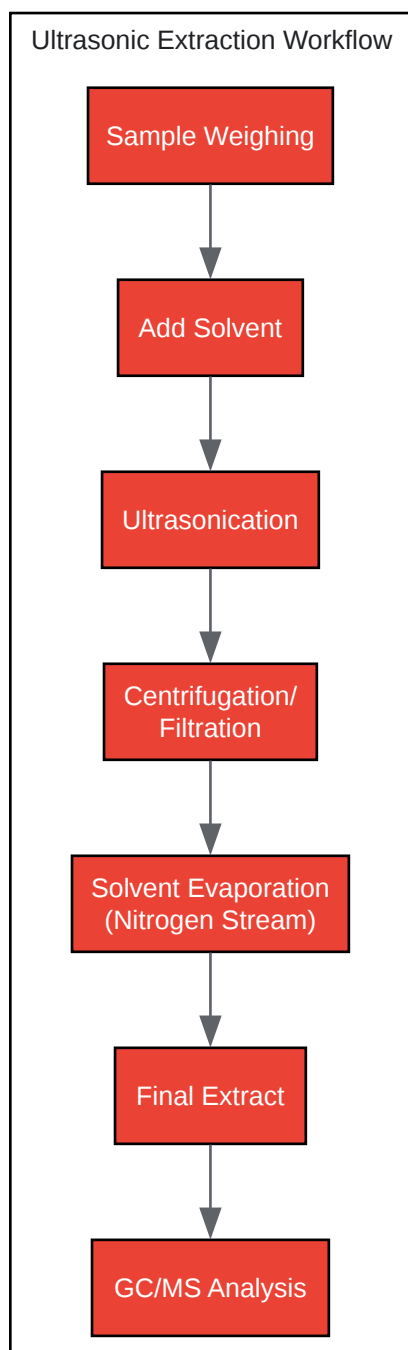 Ultrasonic Extraction Workflow
Sample Weighing
Add Solvent
Ultrasonication
Centrifugation/
Filtration
Solvent Evaporation
(Nitrogen Stream)
Final Extract
GC/MS Analysis